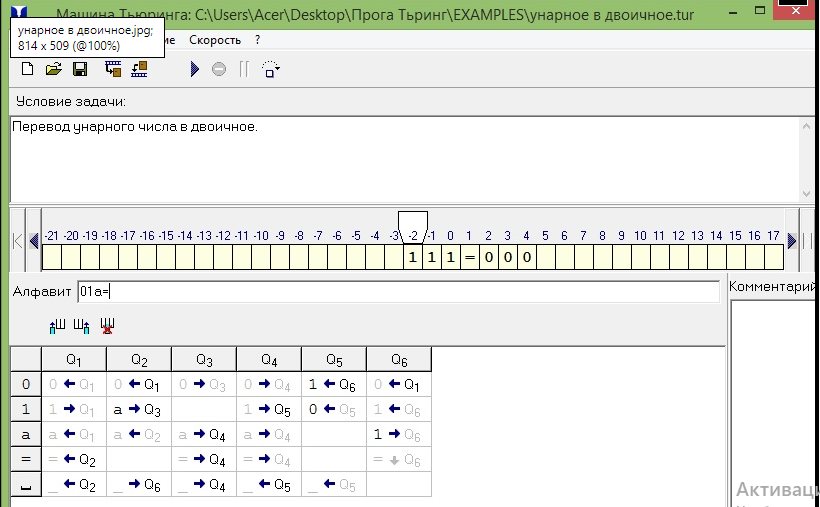 Машина Тьюринга: C:\Users\Acer\Desktop\Прога Тьринг\EXAMPLES\унарное в двоичное.tur
унарное в двоичное.jpg;
814 x 509 (@100%)
ие Скорость ?
Условие задачи:
Перевод унарного числа в двоичное.
-21 -20 -19 -18 -17 -16 -15 -14 -13 -12 -11 -10 -9 -8 -7 -6 -5 -4 -3 -2 -1 0 1 2 3 4 5 6 7 8 9 10 11 12 13 14 15 16 17
1 1 1 = 0 0 0
Алфавит 01a=
Комментарий
Q1 Q2 Q3 Q4 Q5 Q6
0 0 ← Q1 0 ← Q1 0 → Q3 0 → Q4 1 ← Q6 0 ← Q1
1 1 → Q1 a → Q3 1 → Q5 0 ← Q5 1 ← Q6
a a ← Q1 a ← Q2 a → Q4 a → Q4 1 → Q6
= = ← Q2 = → Q4 = → Q4 = ↓ Q6
_ _ ← Q2 _ → Q6 _ → Q4 _ ← Q5 _ ← Q5
Активаци